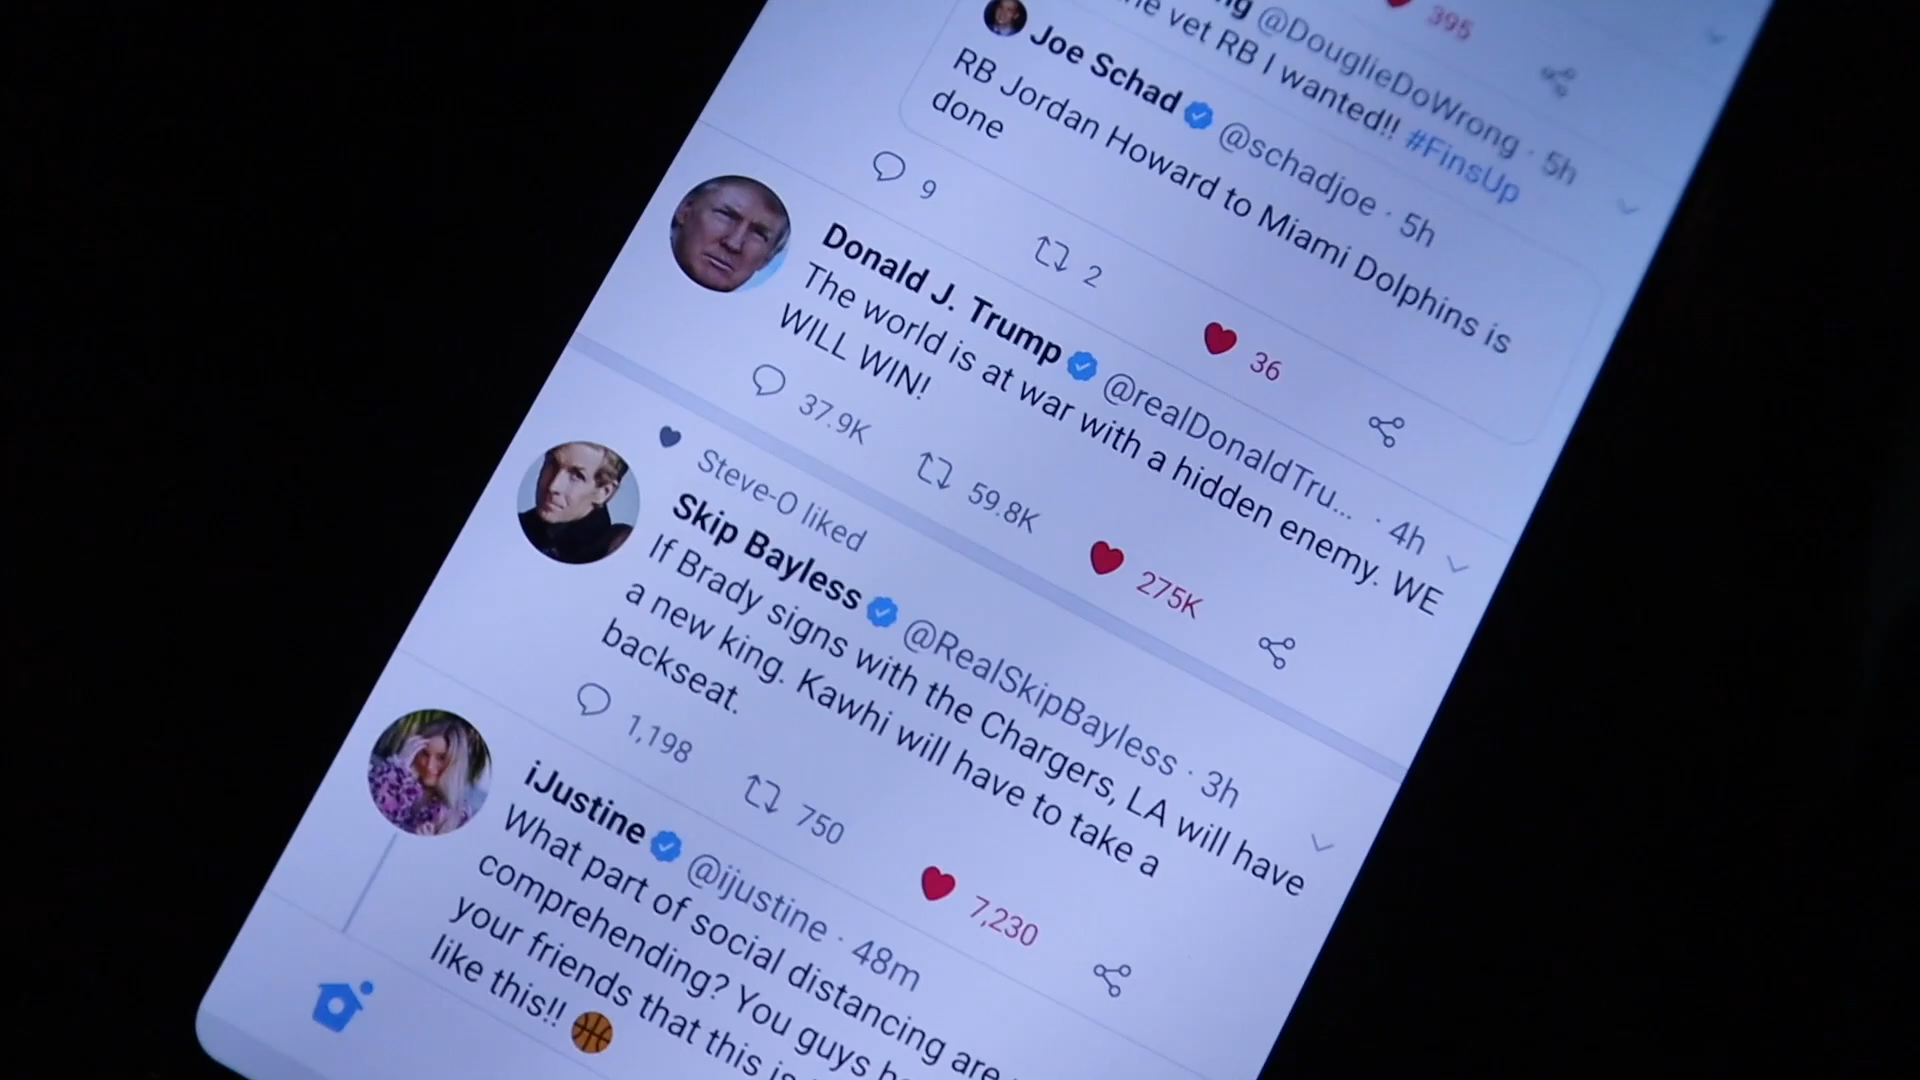 395
@DouglieDoWrong · 5h
vet RB I wanted!! #FinsUp
Joe Schad @schadjoe · 5h
RB Jordan Howard to Miami Dolphins is
done
9 2 36
Donald J. Trump @realDonaldTru... · 4h
The world is at war with a hidden enemy. WE
WILL WIN!
37.9K 59.8K 275K
Steve-O liked
Skip Bayless @RealSkipBayless · 3h
If Brady signs with the Chargers, LA will have
a new king. Kawhi will have to take a
backseat.
1,198 750 7,230
iJustine @ijustine · 48m
What part of social distancing are
comprehending? You guys
your friends that this is
like this!!